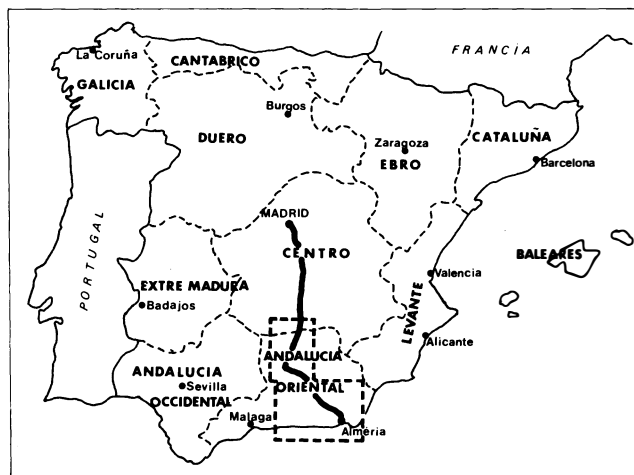 FRANCIA
La Coruña
CANTABRICO
GALICIA
Burgos
DUERO
Zaragoza
EBRO
CATALUÑA
Barcelona
MADRID
CENTRO
PORTUGAL
BALEARES
EXTRE MADURA
Badajos
Valencia
LEVANTE
Alicante
ANDALUCIA
ANDALUCIA
Sevilla
ORIENTAL
OCCIDENTAL
Malaga
Alméria